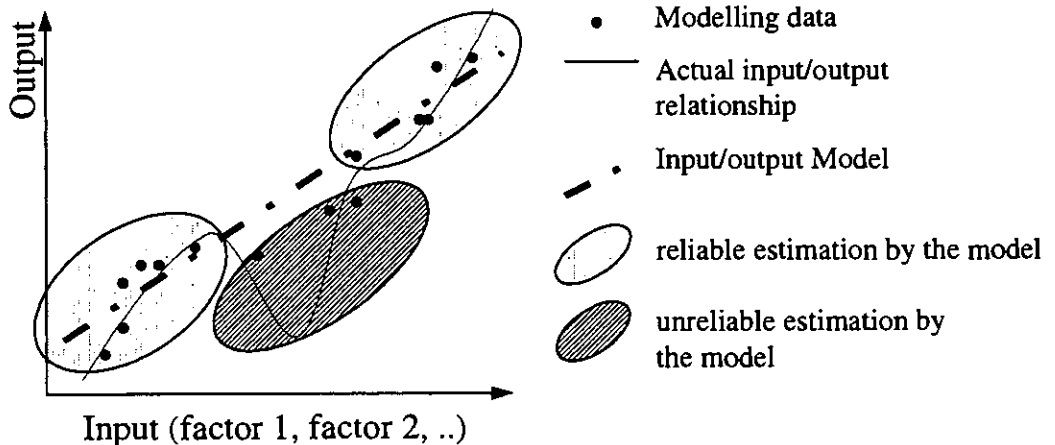 Output
Input (factor 1, factor 2, ..)
Modelling data
Actual input/output
relationship
Input/output Model
reliable estimation by the model
unreliable estimation by
the model